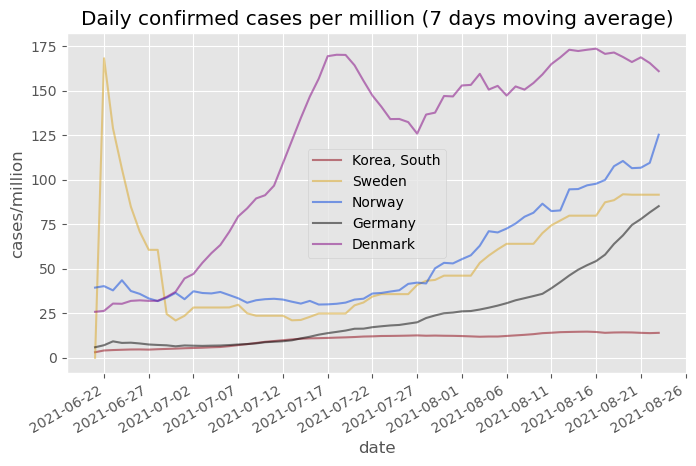 Daily confirmed cases per million (7 days moving average)
175
150
125
100
75
50
25
0
cases/million
Korea, South
Sweden
Norway
Germany
Denmark
2021-06-22
2021-06-27
2021-07-02
2021-07-07
2021-07-12
2021-07-17
2021-07-22
2021-07-27
2021-08-01
2021-08-06
2021-08-11
2021-08-16
2021-08-21
2021-08-26
date